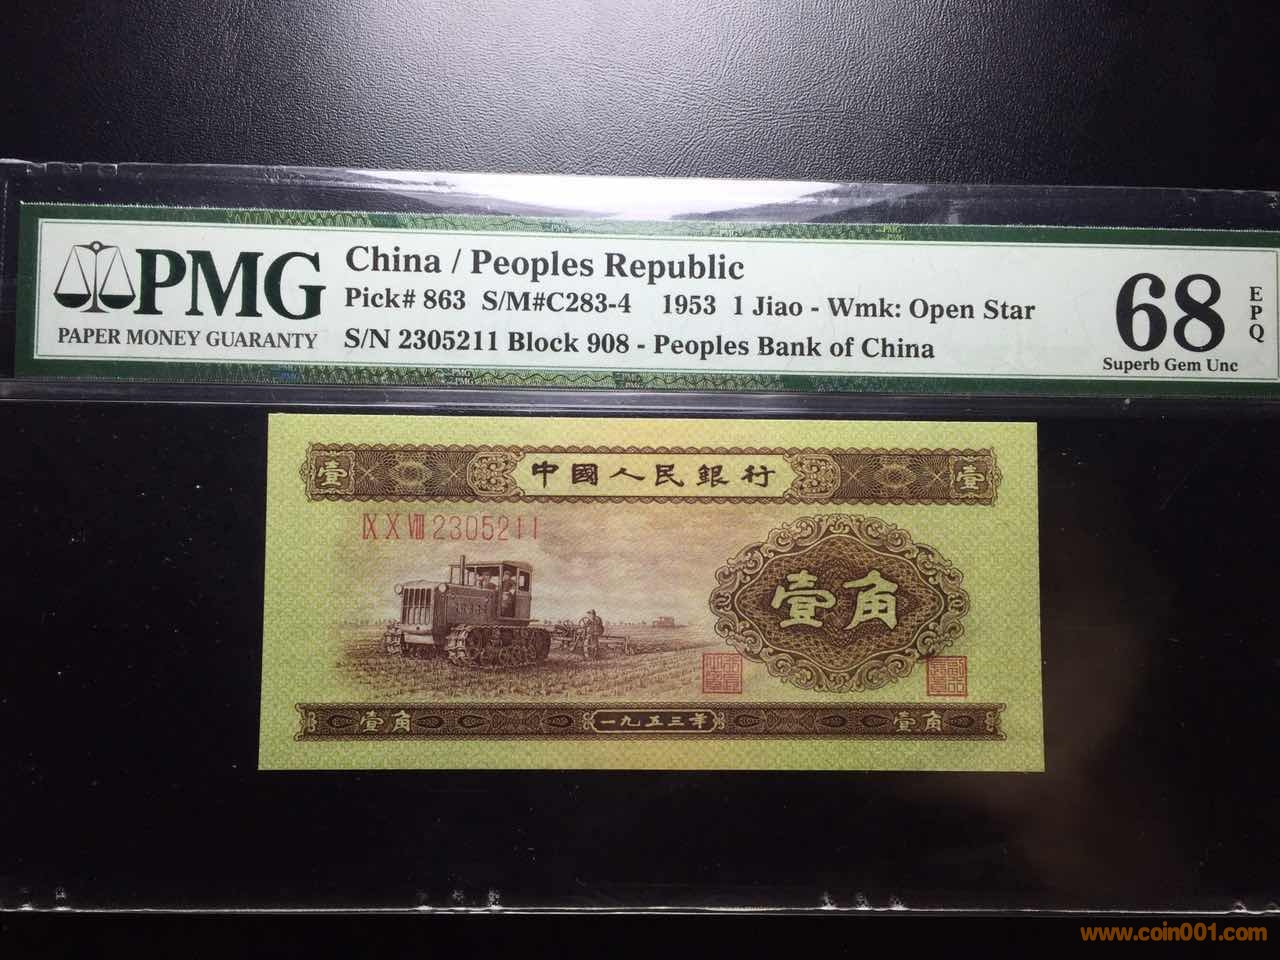 PMG
PAPER MONEY GUARANTY
China / Peoples Republic
Pick# 863 S/M#C283-4 1953 1 Jiao - Wmk: Open Star
S/N 2305211 Block 908 - Peoples Bank of China
68
EPQ
Superb Gem Unc
壹 中國人民銀行 壹
IX X VIII 2305211
壹角
壹角 一九五三年 壹角
www.coin001.com